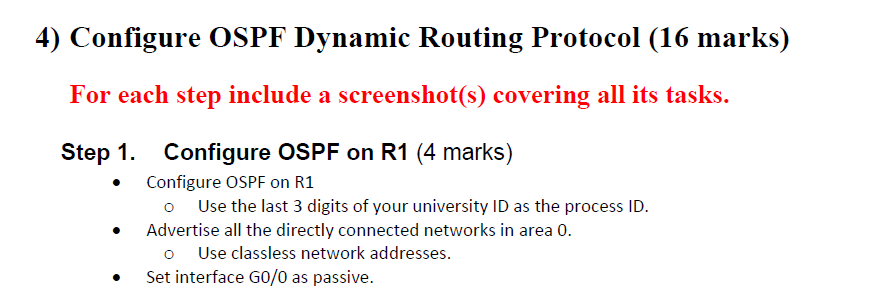 4) Configure OSPF Dynamic Routing Protocol (16 marks)
For each step include a screenshot(s) covering all its tasks.
Step 1. Configure OSPF on R1 (4 marks)
• Configure OSPF on R1
o Use the last 3 digits of your university ID as the process ID.
• Advertise all the directly connected networks in area 0.
o Use classless network addresses.
• Set interface G0/0 as passive.